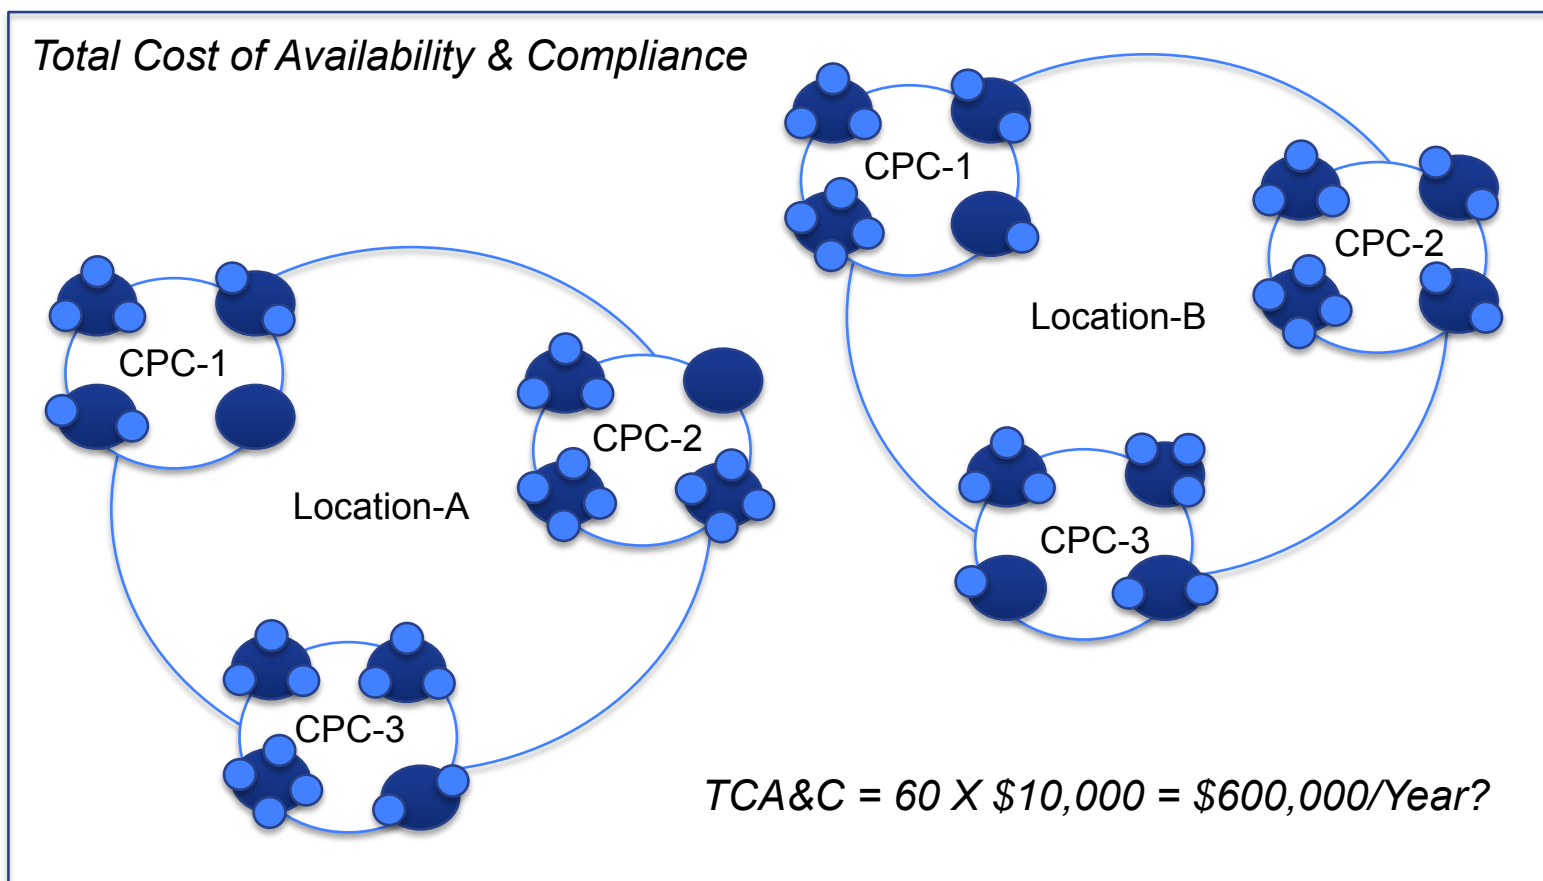 Total Cost of Availability & Compliance
CPC-1
CPC-2
Location-B
CPC-3
CPC-1
CPC-2
Location-A
CPC-3
TCA&C = 60 X $10,000 = $600,000/Year?